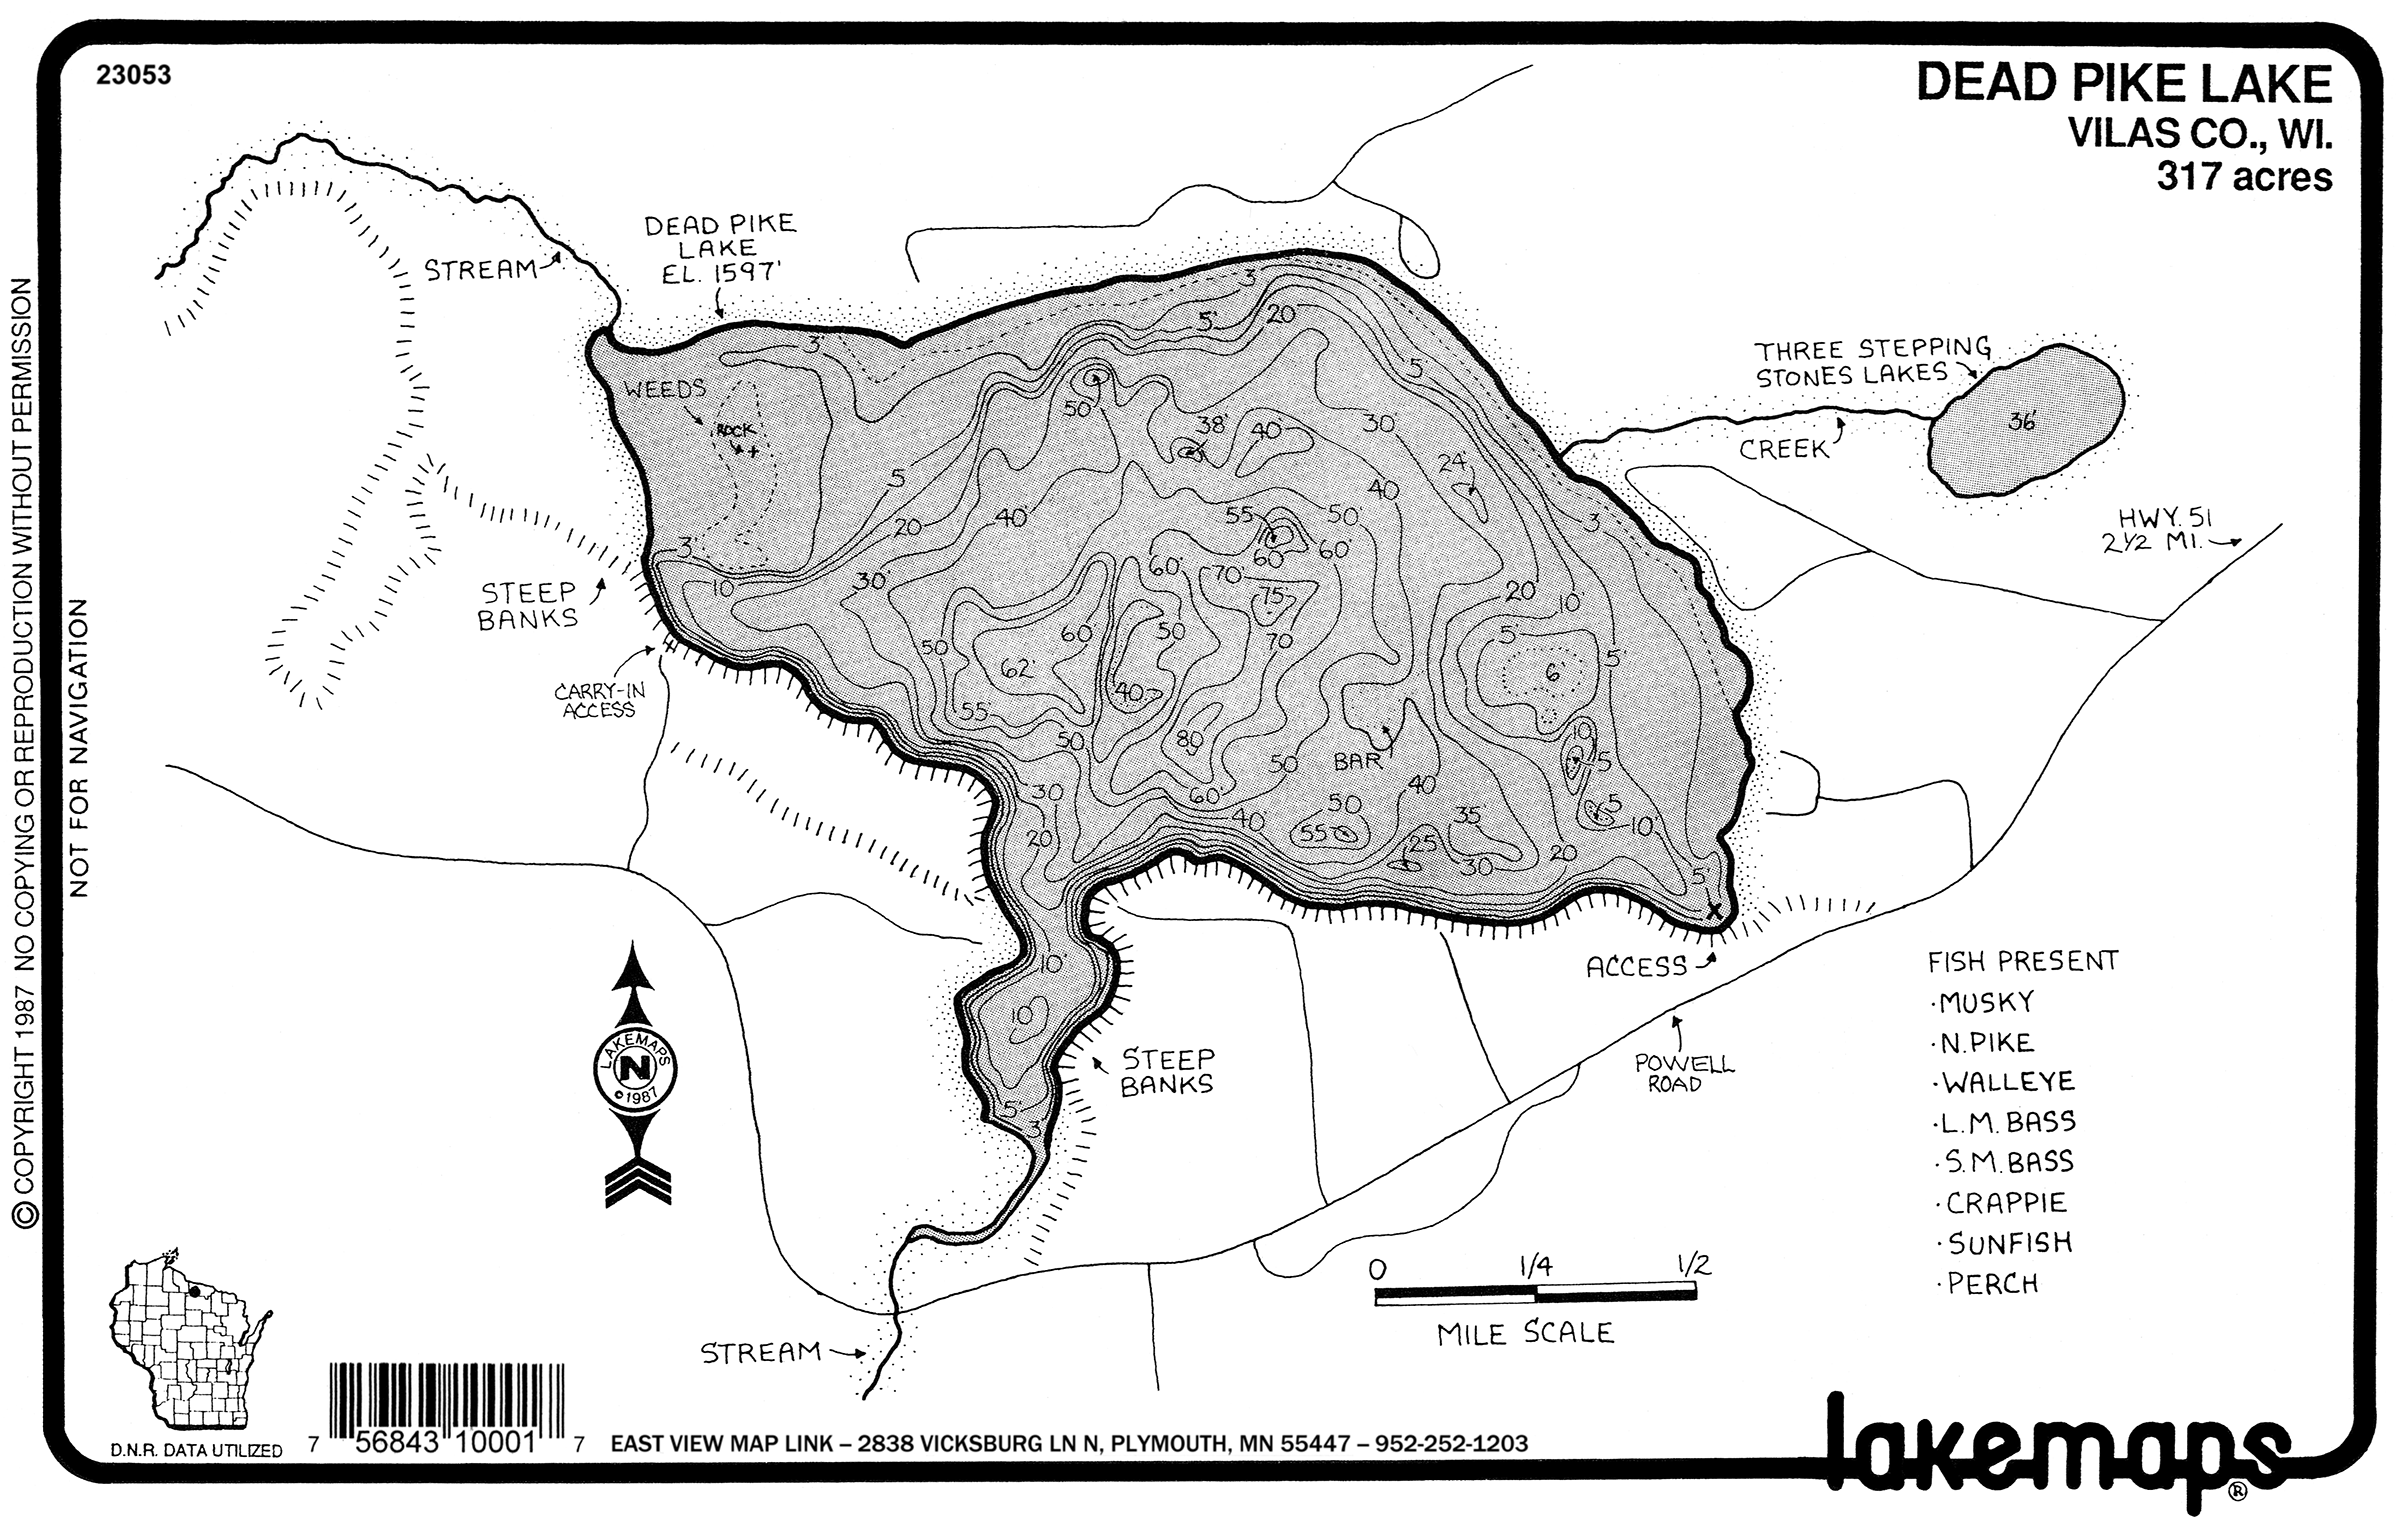 23053
DEAD PIKE LAKE
VILAS CO., WI.
317 acres
© COPYRIGHT 1987 NO COPYING OR REPRODUCTION WITHOUT PERMISSION
NOT FOR NAVIGATION
DEAD PIKE
LAKE
EL. 1597'
STREAM
THREE STEPPING
STONES LAKES
36'
CREEK
HWY. 51
2 1/2 MI.
3'
5'
20
3'
WEEDS
ROCK
5'
50'
38'
40
30'
24'
5
20
40
40
55
50'
3
60'
60'
3'
10'
30'
60'
70'
75'
20
10'
STEEP
BANKS
50
60'
50
70
5'
5'
62'
6'
CARRY-IN
ACCESS
40
55'
50
80
50
BAR
10
5
30
60'
40
20
40'
50
55
35'
25
30
5
10'
20
5'
X
ACCESS
10'
10'
5'
3'
STEEP
BANKS
POWELL
ROAD
FISH PRESENT
·MUSKY
·N.PIKE
·WALLEYE
·L.M. BASS
·S.M. BASS
·CRAPPIE
·SUNFISH
·PERCH
LAKEMAPS
N
©1987
0 1/4 1/2
MILE SCALE
STREAM
D.N.R. DATA UTILIZED
7 56843 10001 7
EAST VIEW MAP LINK – 2838 VICKSBURG LN N, PLYMOUTH, MN 55447 – 952-252-1203
lakemaps®